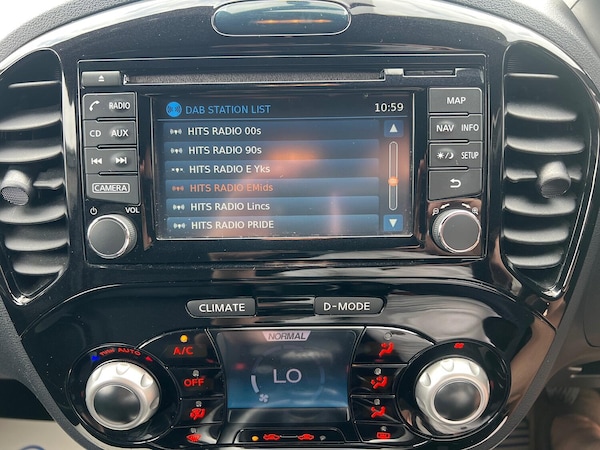 DAB STATION LIST 10:59
HITS RADIO 00s
HITS RADIO 90s
HITS RADIO E Yks
HITS RADIO EMids
HITS RADIO Lincs
HITS RADIO PRIDE
RADIO
CD AUX
CAMERA
VOL
MAP
NAV INFO
SETUP
CLIMATE
D-MODE
NORMAL
AUTO
A/C
OFF
LO